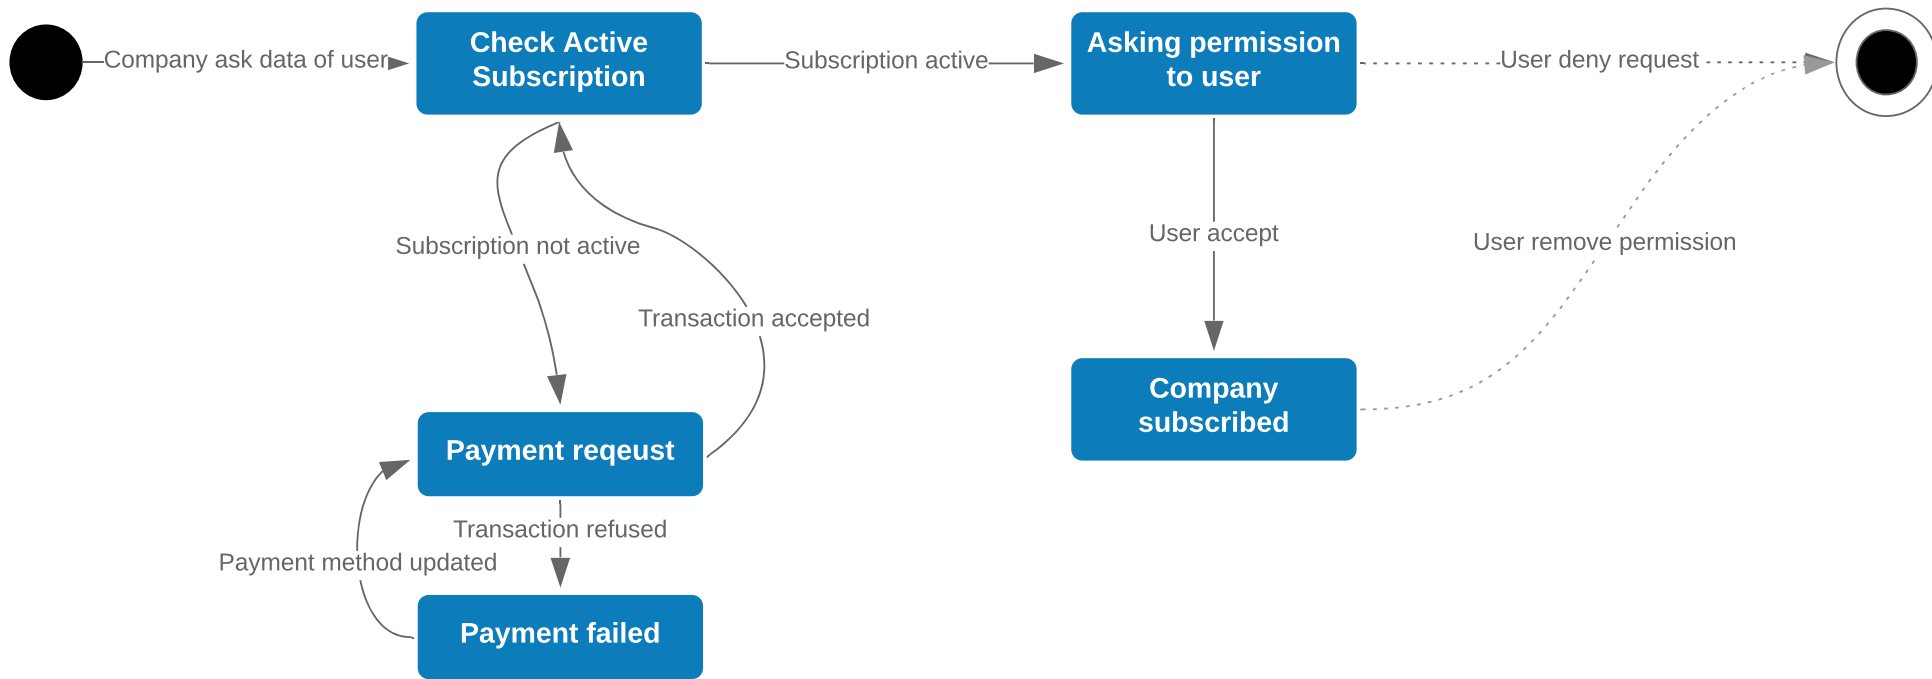 Company ask data of user
Check Active
Subscription
Subscription active
Asking permission
to user
User deny request
Subscription not active
User accept
User remove permission
Transaction accepted
Company
subscribed
Payment reqeust
Transaction refused
Payment method updated
Payment failed